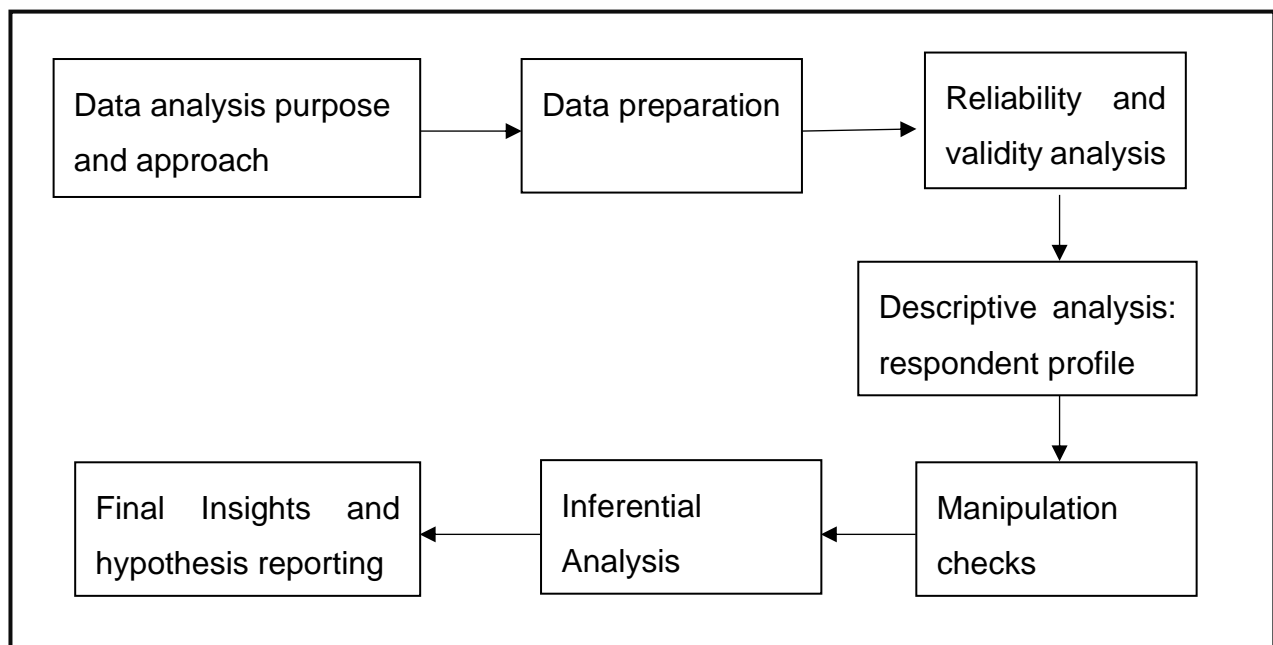 Data analysis purpose
and approach
Data preparation
Reliability and
validity analysis
Descriptive analysis:
respondent profile
Manipulation
checks
Inferential
Analysis
Final Insights and
hypothesis reporting